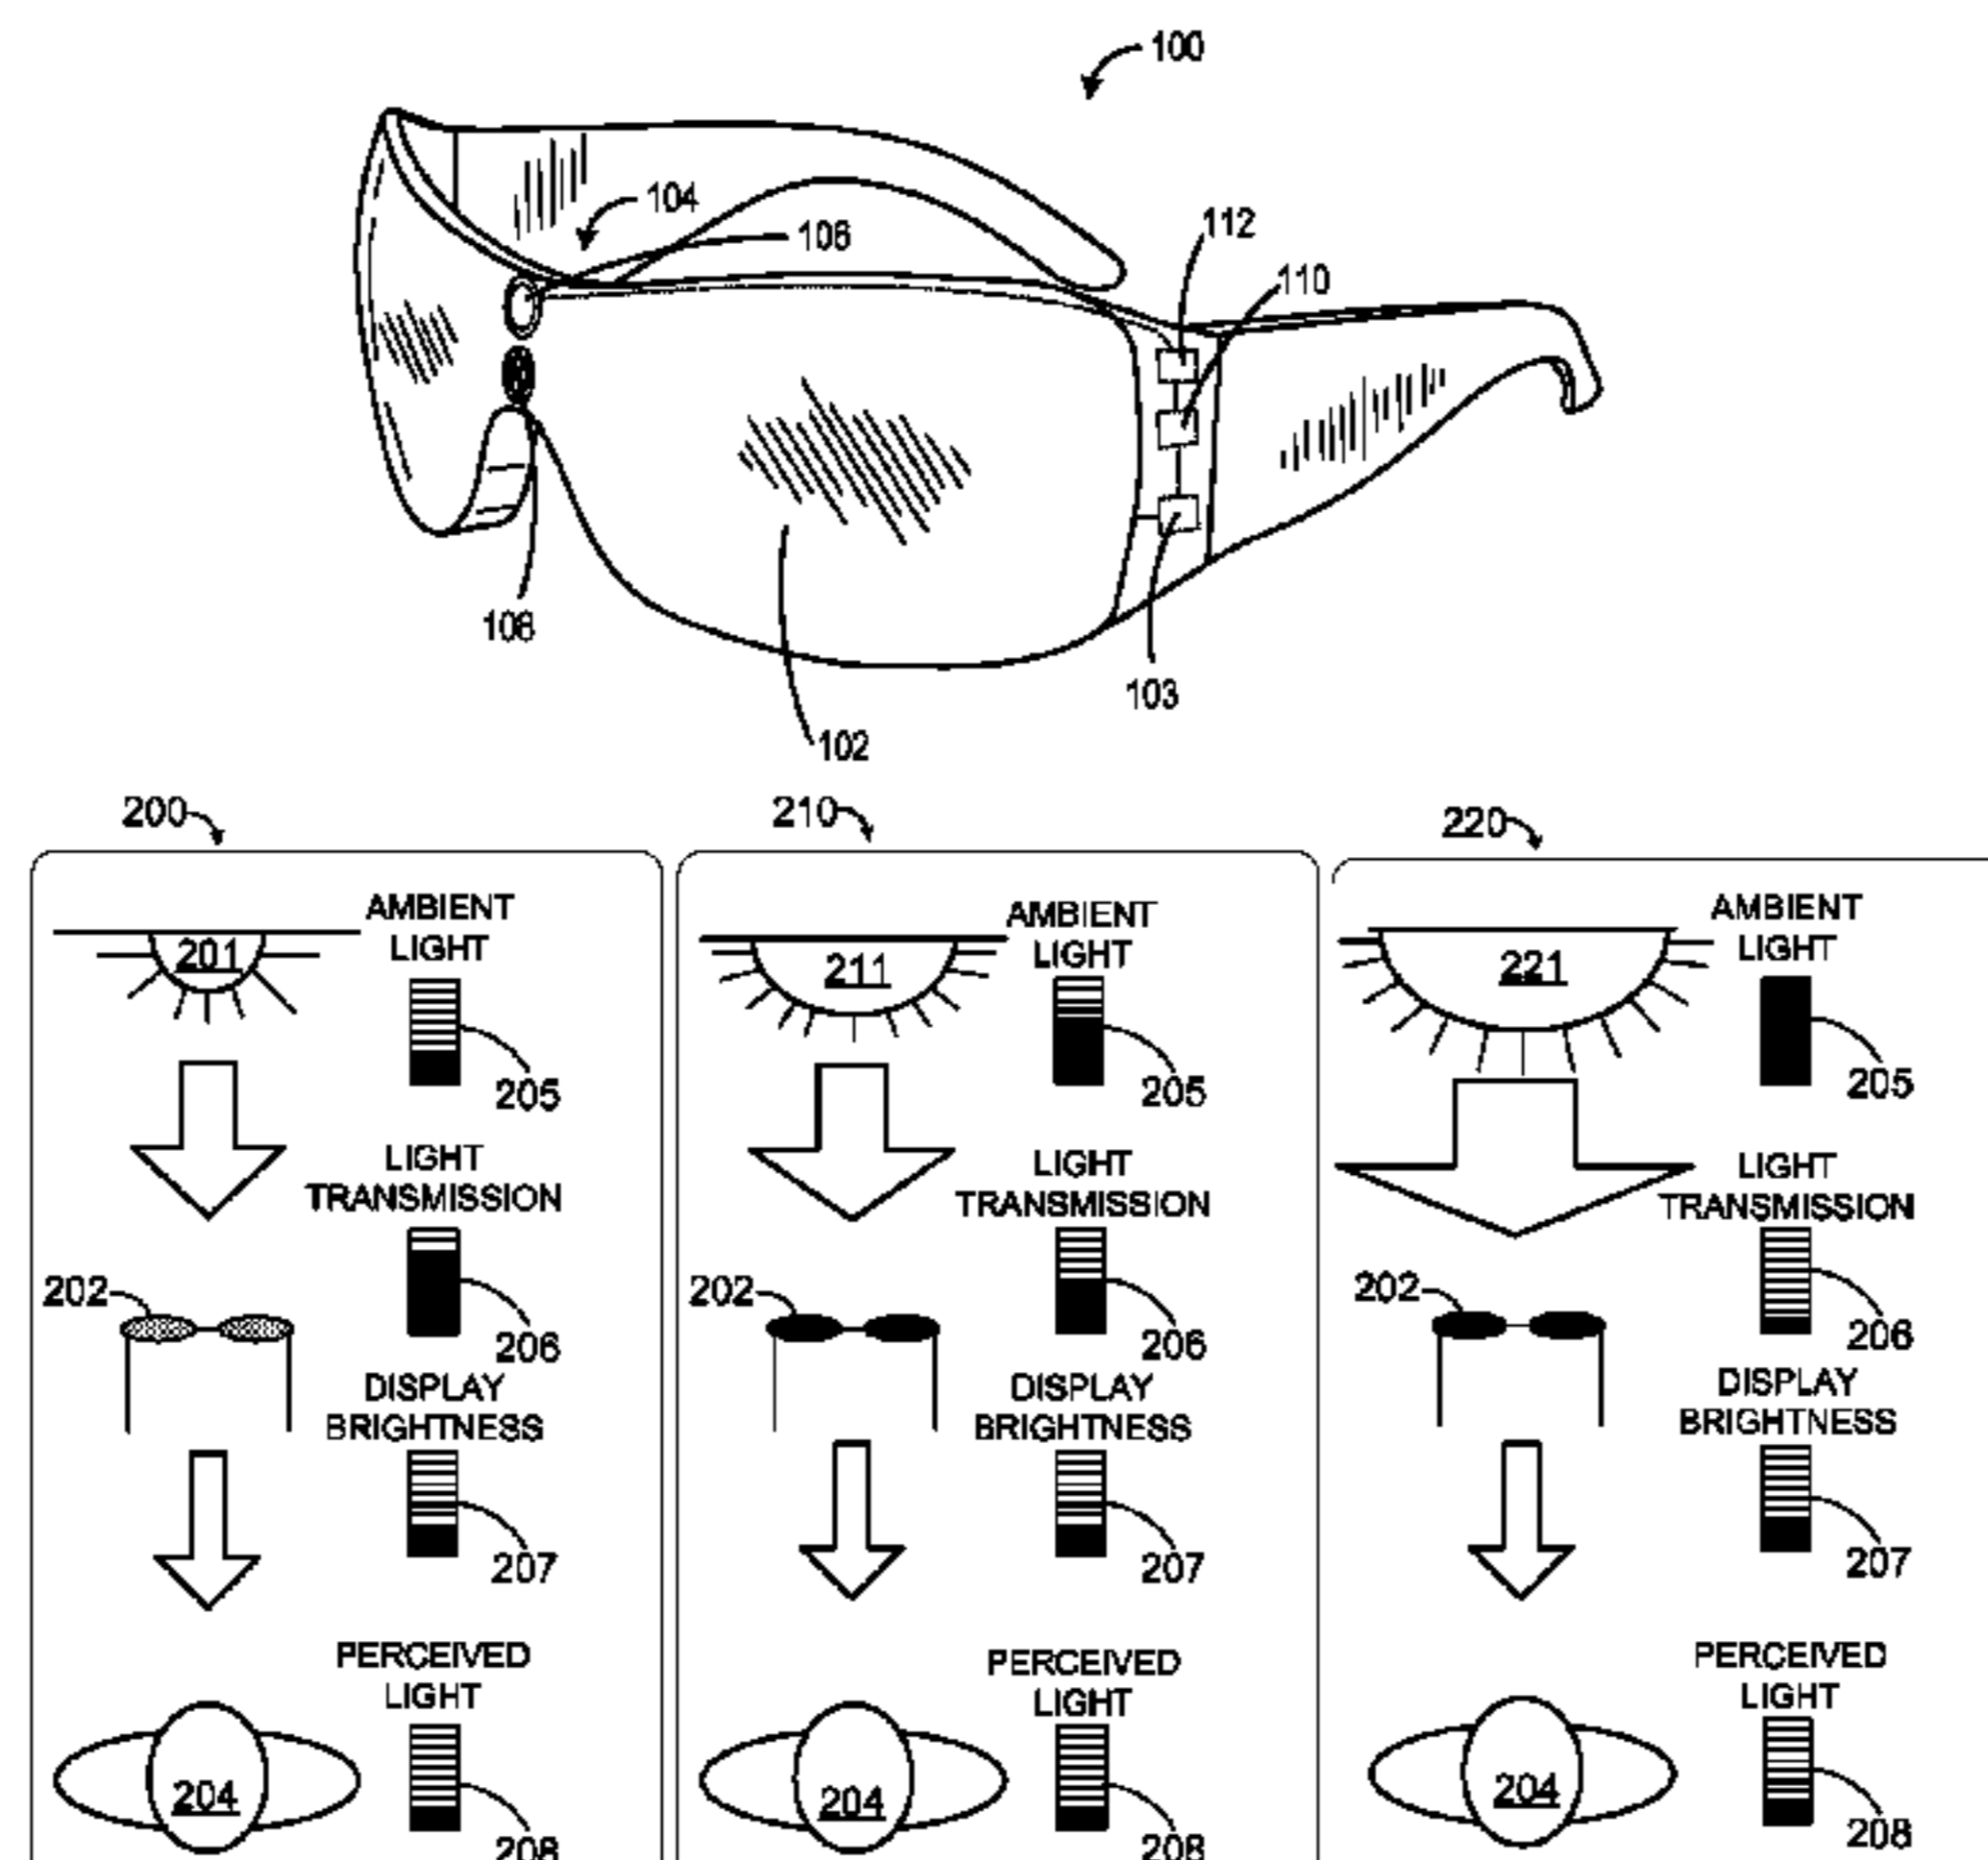 100
104
106
112
110
108
103
102
200
210
220
AMBIENT
LIGHT
201
205
LIGHT
TRANSMISSION
202
206
DISPLAY
BRIGHTNESS
207
PERCEIVED
LIGHT
204
208
AMBIENT
LIGHT
211
205
LIGHT
TRANSMISSION
202
206
DISPLAY
BRIGHTNESS
207
PERCEIVED
LIGHT
204
208
AMBIENT
LIGHT
221
205
LIGHT
TRANSMISSION
202
206
DISPLAY
BRIGHTNESS
207
PERCEIVED
LIGHT
204
208